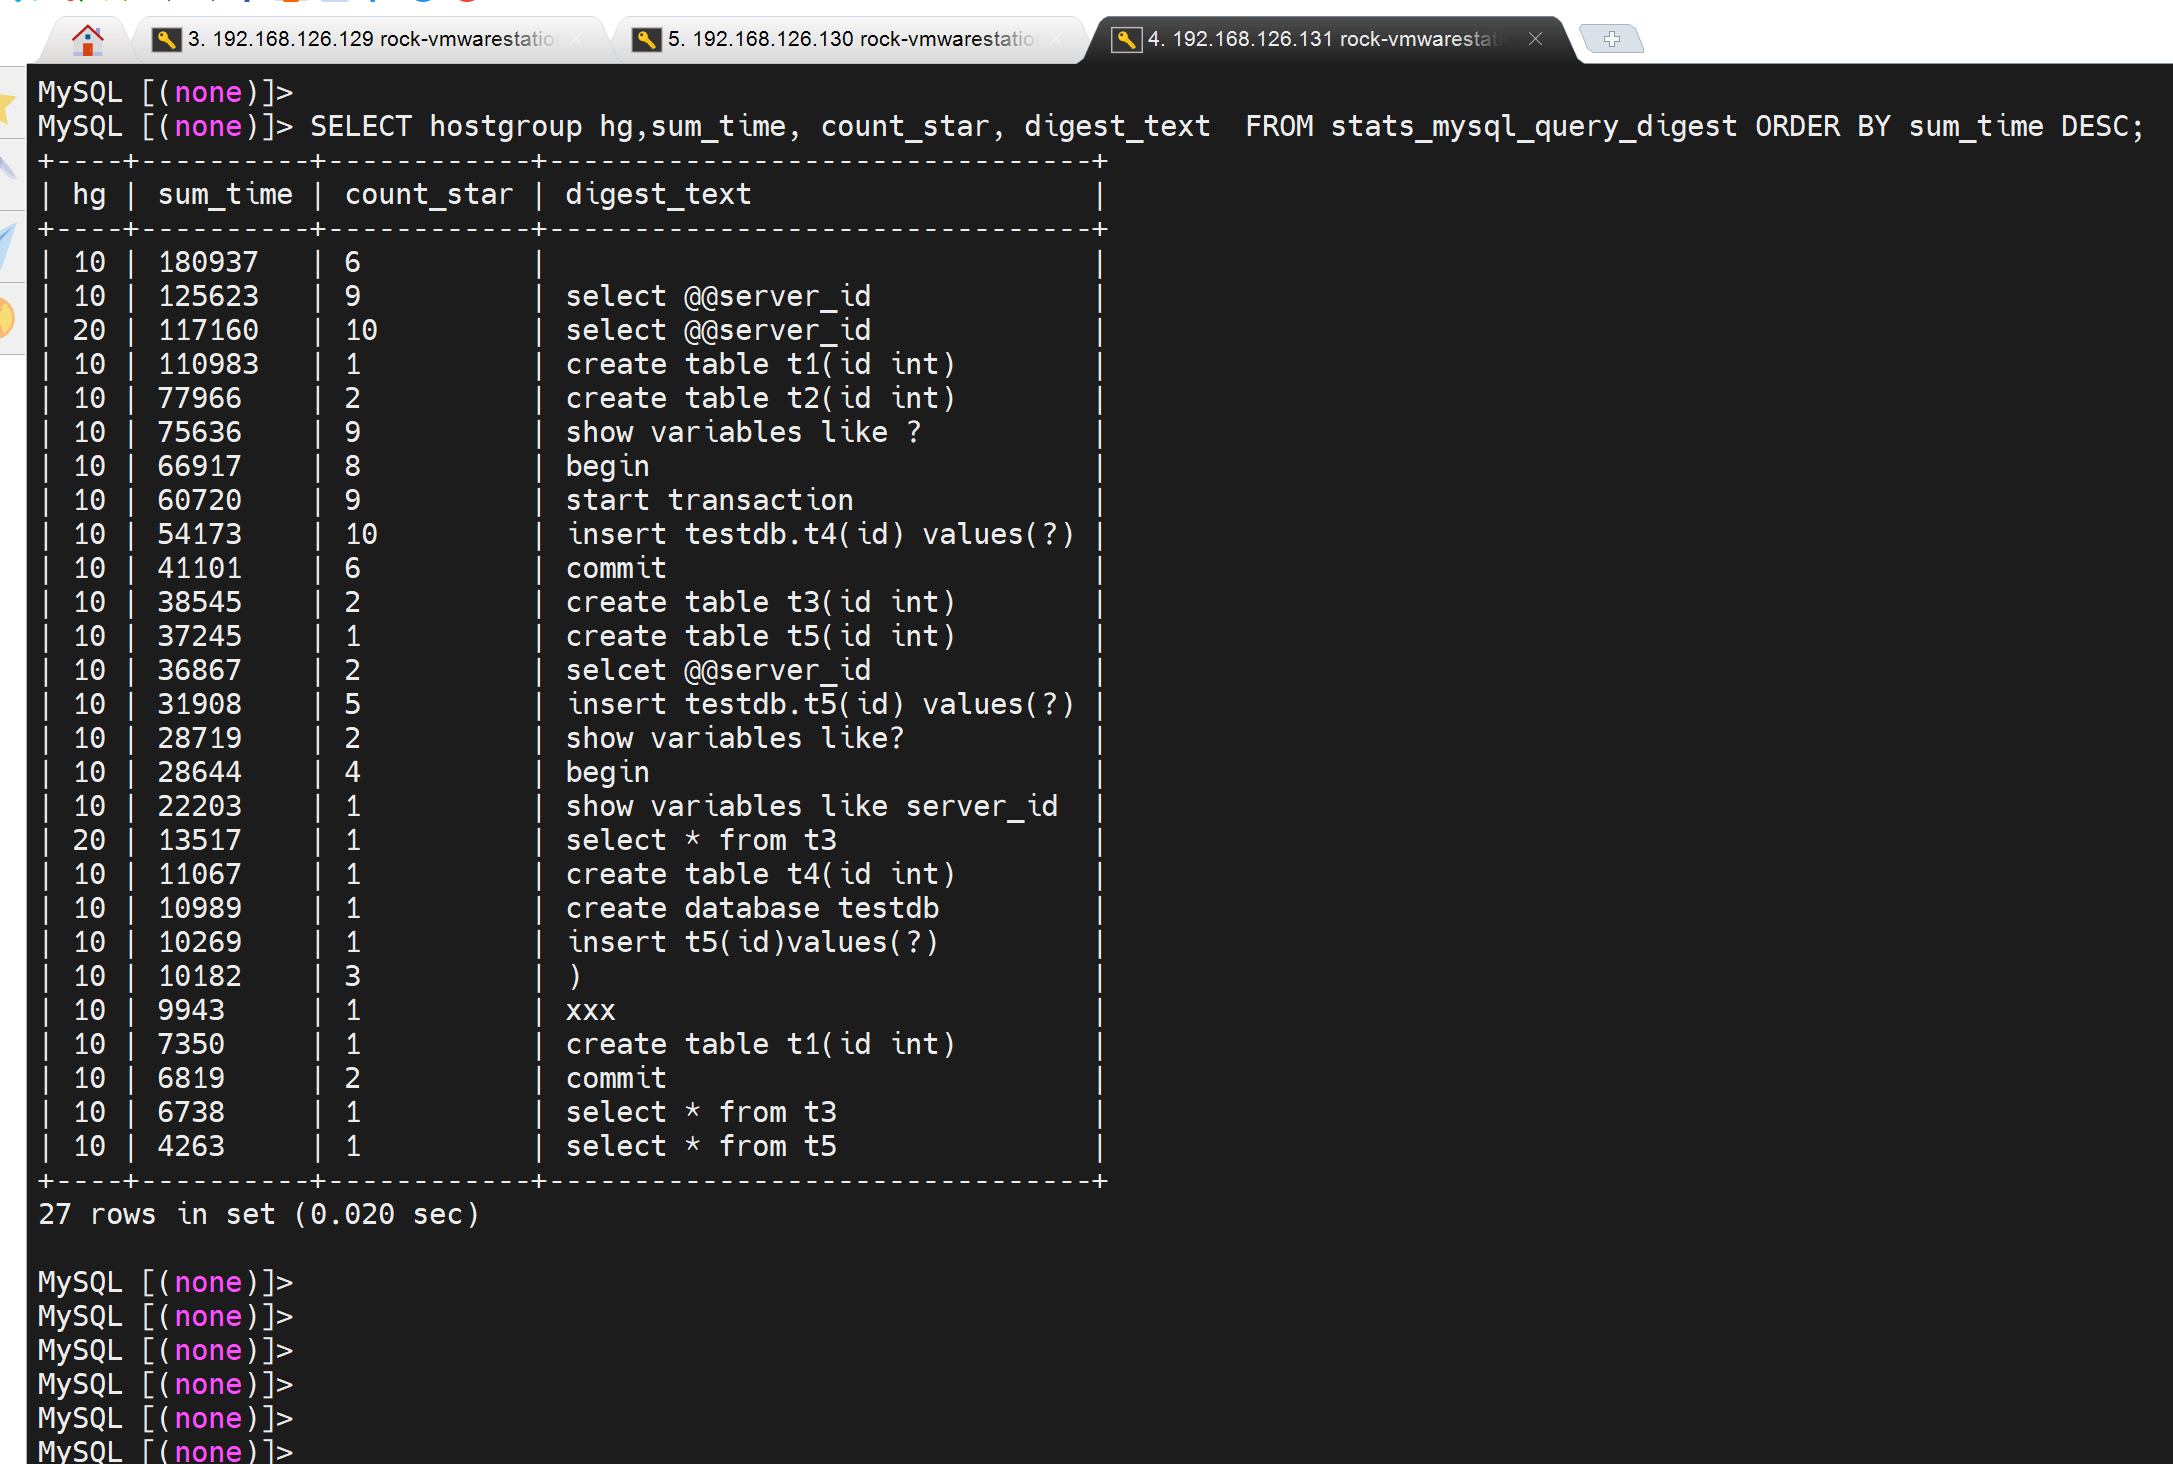 3. 192.168.126.129 rock-vmwarestatio
5. 192.168.126.130 rock-vmwarestatio
4. 192.168.126.131 rock-vmwarestat
MySQL [(none)]>
MySQL [(none)]> SELECT hostgroup hg,sum_time, count_star, digest_text  FROM stats_mysql_query_digest ORDER BY sum_time DESC;
+----+----------+------------+--------------------------------+
| hg | sum_time | count_star | digest_text                    |
+----+----------+------------+--------------------------------+
| 10 | 180937   | 6          |                                |
| 10 | 125623   | 9          | select @@server_id             |
| 20 | 117160   | 10         | select @@server_id             |
| 10 | 110983   | 1          | create table t1(id int)        |
| 10 | 77966    | 2          | create table t2(id int)        |
| 10 | 75636    | 9          | show variables like ?          |
| 10 | 66917    | 8          | begin                          |
| 10 | 60720    | 9          | start transaction              |
| 10 | 54173    | 10         | insert testdb.t4(id) values(?) |
| 10 | 41101    | 6          | commit                         |
| 10 | 38545    | 2          | create table t3(id int)        |
| 10 | 37245    | 1          | create table t5(id int)        |
| 10 | 36867    | 2          | selcet @@server_id             |
| 10 | 31908    | 5          | insert testdb.t5(id) values(?) |
| 10 | 28719    | 2          | show variables like?           |
| 10 | 28644    | 4          | begin                          |
| 10 | 22203    | 1          | show variables like server_id  |
| 20 | 13517    | 1          | select * from t3               |
| 10 | 11067    | 1          | create table t4(id int)        |
| 10 | 10989    | 1          | create database testdb         |
| 10 | 10269    | 1          | insert t5(id)values(?)         |
| 10 | 10182    | 3          | )                              |
| 10 | 9943     | 1          | xxx                            |
| 10 | 7350     | 1          | create table t1(id int)        |
| 10 | 6819     | 2          | commit                         |
| 10 | 6738     | 1          | select * from t3               |
| 10 | 4263     | 1          | select * from t5               |
+----+----------+------------+--------------------------------+
27 rows in set (0.020 sec)
MySQL [(none)]>
MySQL [(none)]>
MySQL [(none)]>
MySQL [(none)]>
MySQL [(none)]>
MySQL [(none)]>